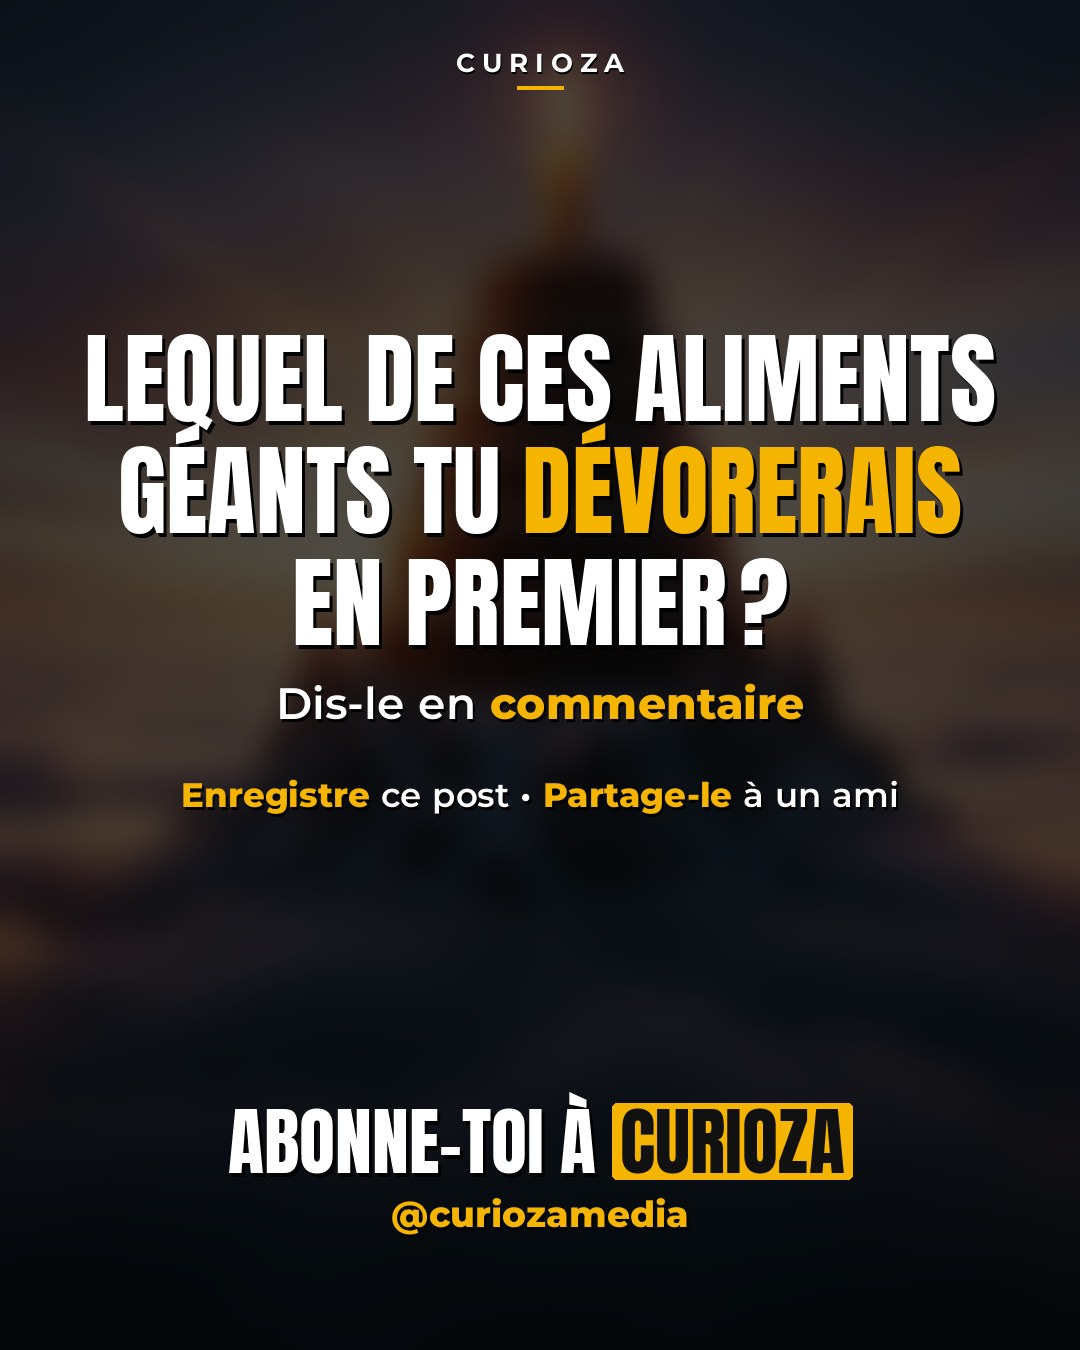 CURIOZA
LEQUEL DE CES ALIMENTS
GÉANTS TU DÉVORERAIS
EN PREMIER ?
Dis-le en commentaire
Enregistre ce post • Partage-le à un ami
ABONNE-TOI À CURIOZA
@curiozamedia